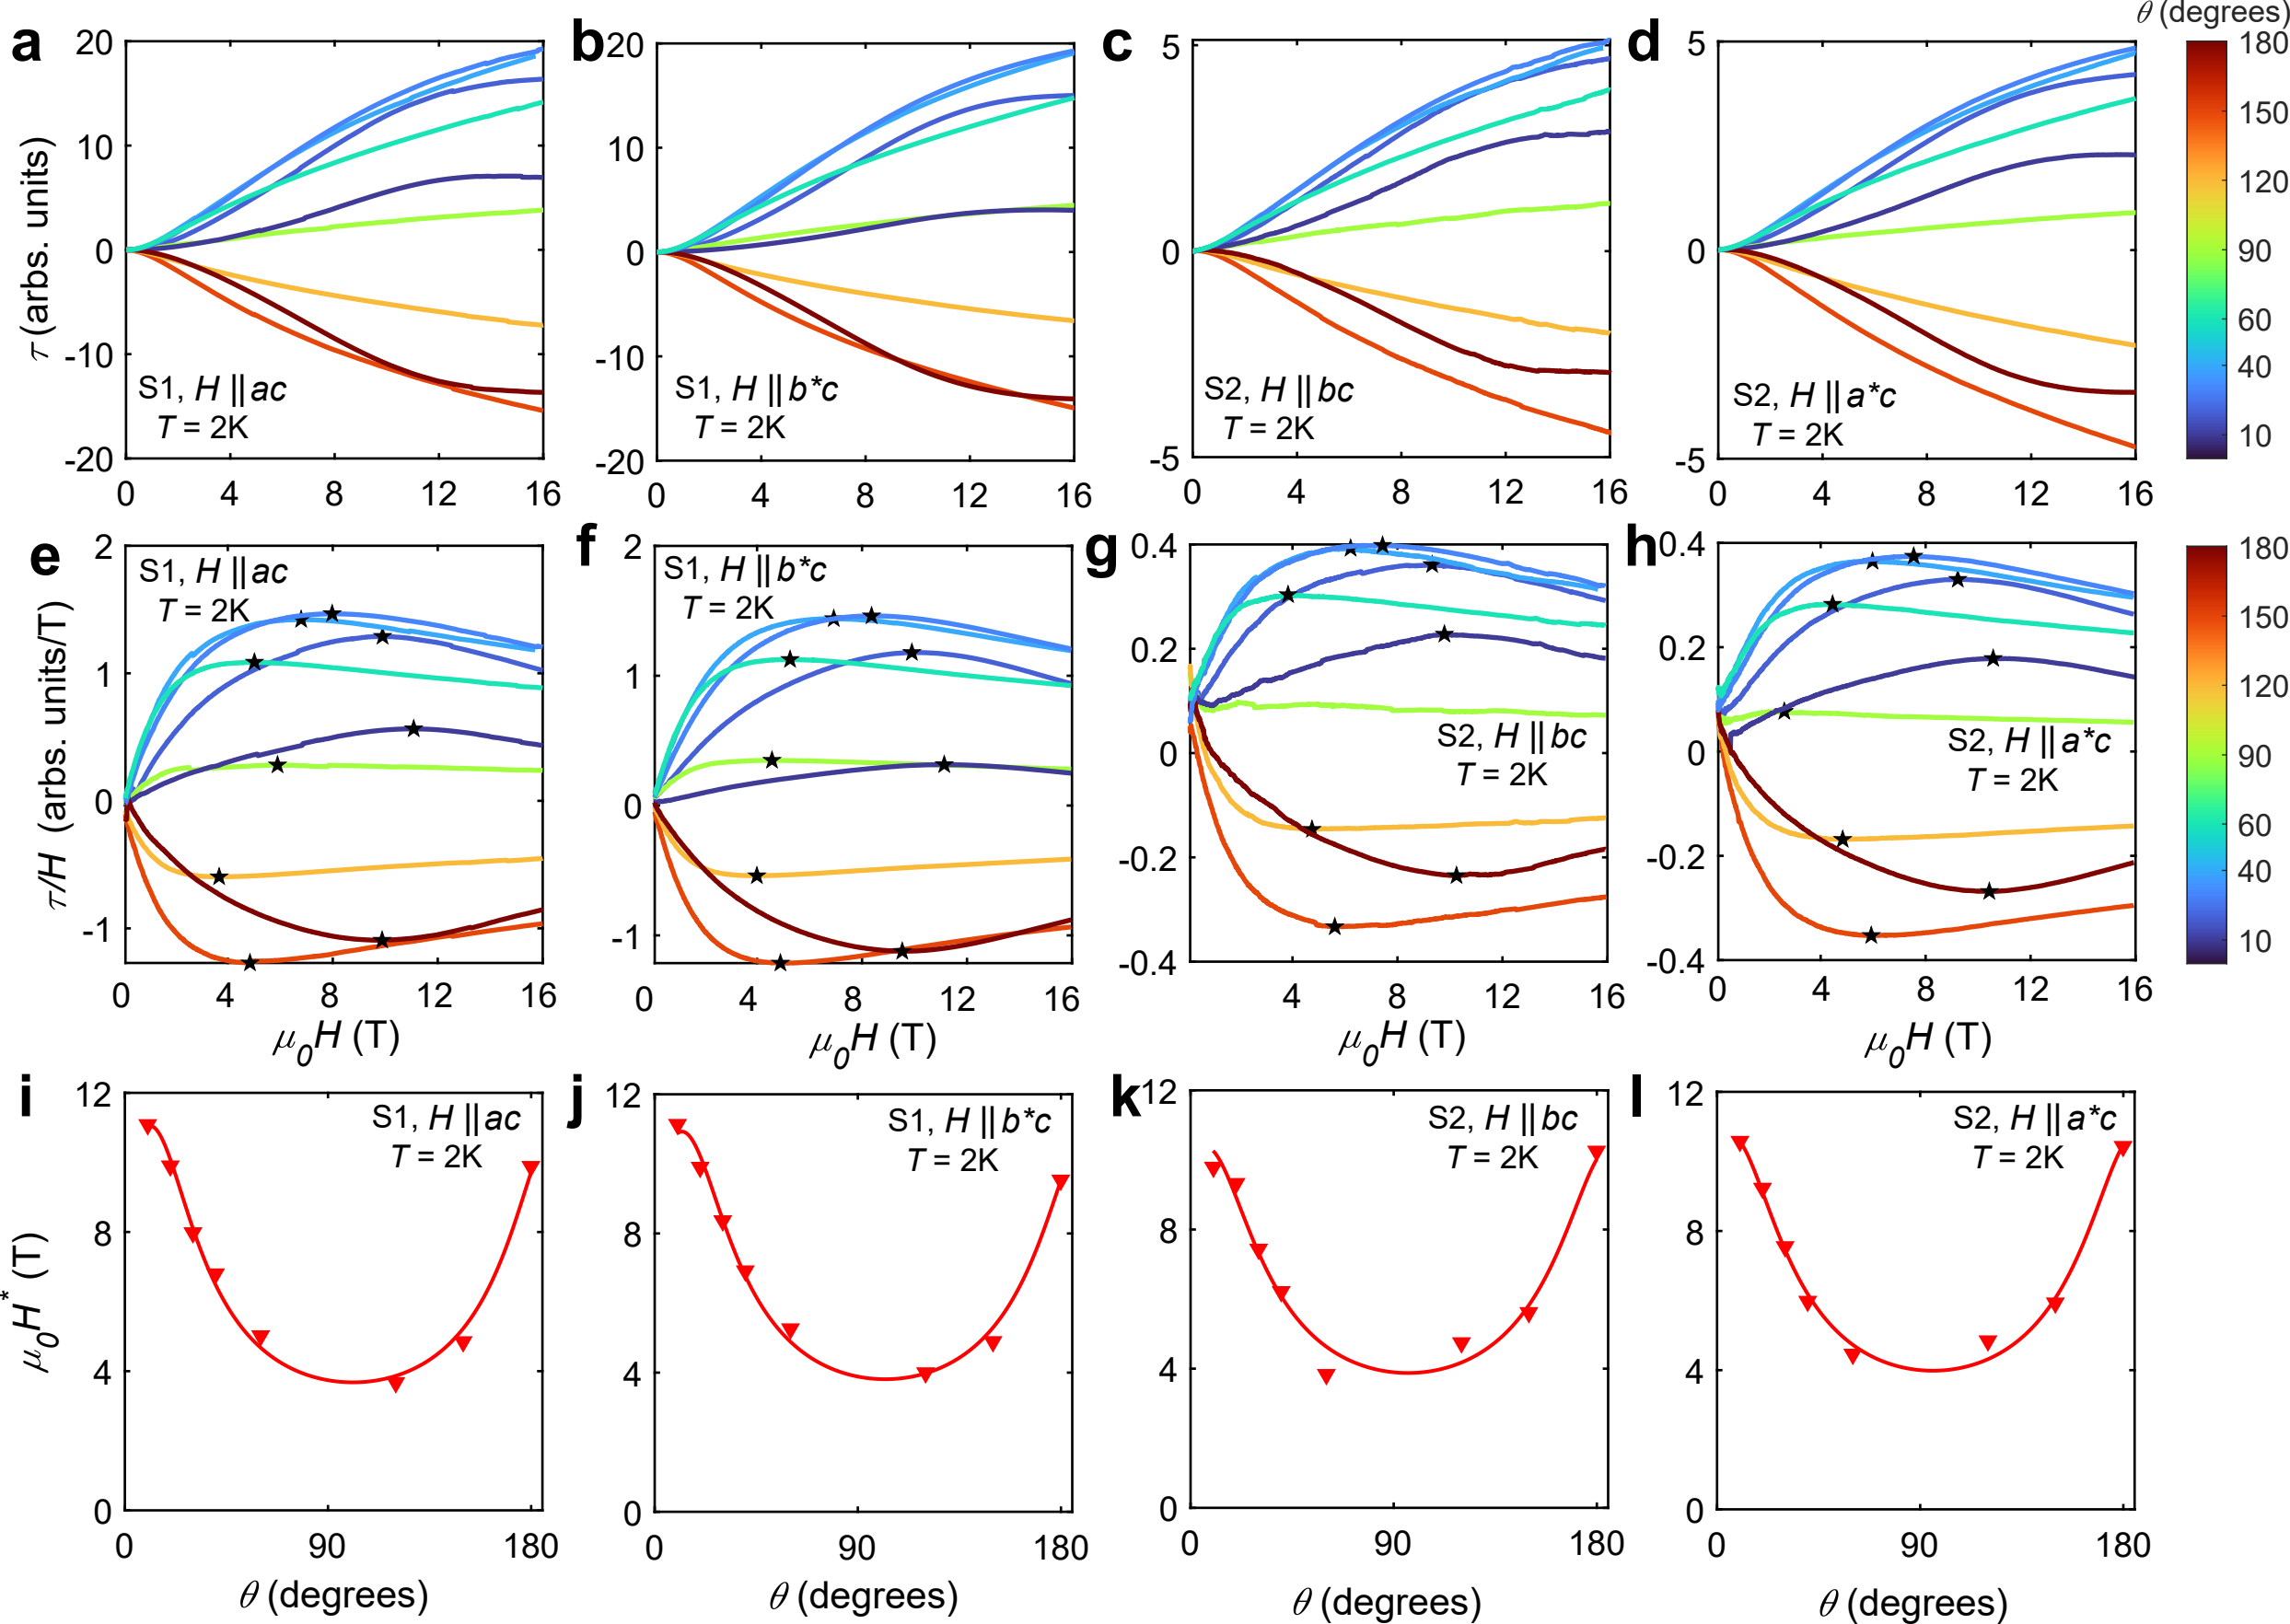 θ (degrees)
a
20
10
0
-10
-20
τ (arbs. units)
S1, H || ac
T = 2K
0 4 8 12 16
b
20
10
0
-10
-20
S1, H || b*c
T = 2K
0 4 8 12 16
c
5
0
-5
S2, H || bc
T = 2K
0 4 8 12 16
d
5
0
-5
S2, H || a*c
T = 2K
0 4 8 12 16
180
150
120
90
60
40
10
e
2
1
0
-1
τ/H (arbs. units/T)
S1, H || ac
T = 2K
0 4 8 12 16
μ0H (T)
f
2
1
0
-1
S1, H || b*c
T = 2K
0 4 8 12 16
μ0H (T)
g
0.4
0.2
0
-0.2
-0.4
S2, H || bc
T = 2K
4 8 12 16
μ0H (T)
h
0.4
0.2
0
-0.2
-0.4
S2, H || a*c
T = 2K
0 4 8 12 16
μ0H (T)
180
150
120
90
60
40
10
i
12
8
4
0
μ0H* (T)
S1, H || ac
T = 2K
0 90 180
θ (degrees)
j
12
8
4
0
S1, H || b*c
T = 2K
0 90 180
θ (degrees)
k
12
8
4
0
S2, H || bc
T = 2K
0 90 180
θ (degrees)
l
12
8
4
0
S2, H || a*c
T = 2K
0 90 180
θ (degrees)